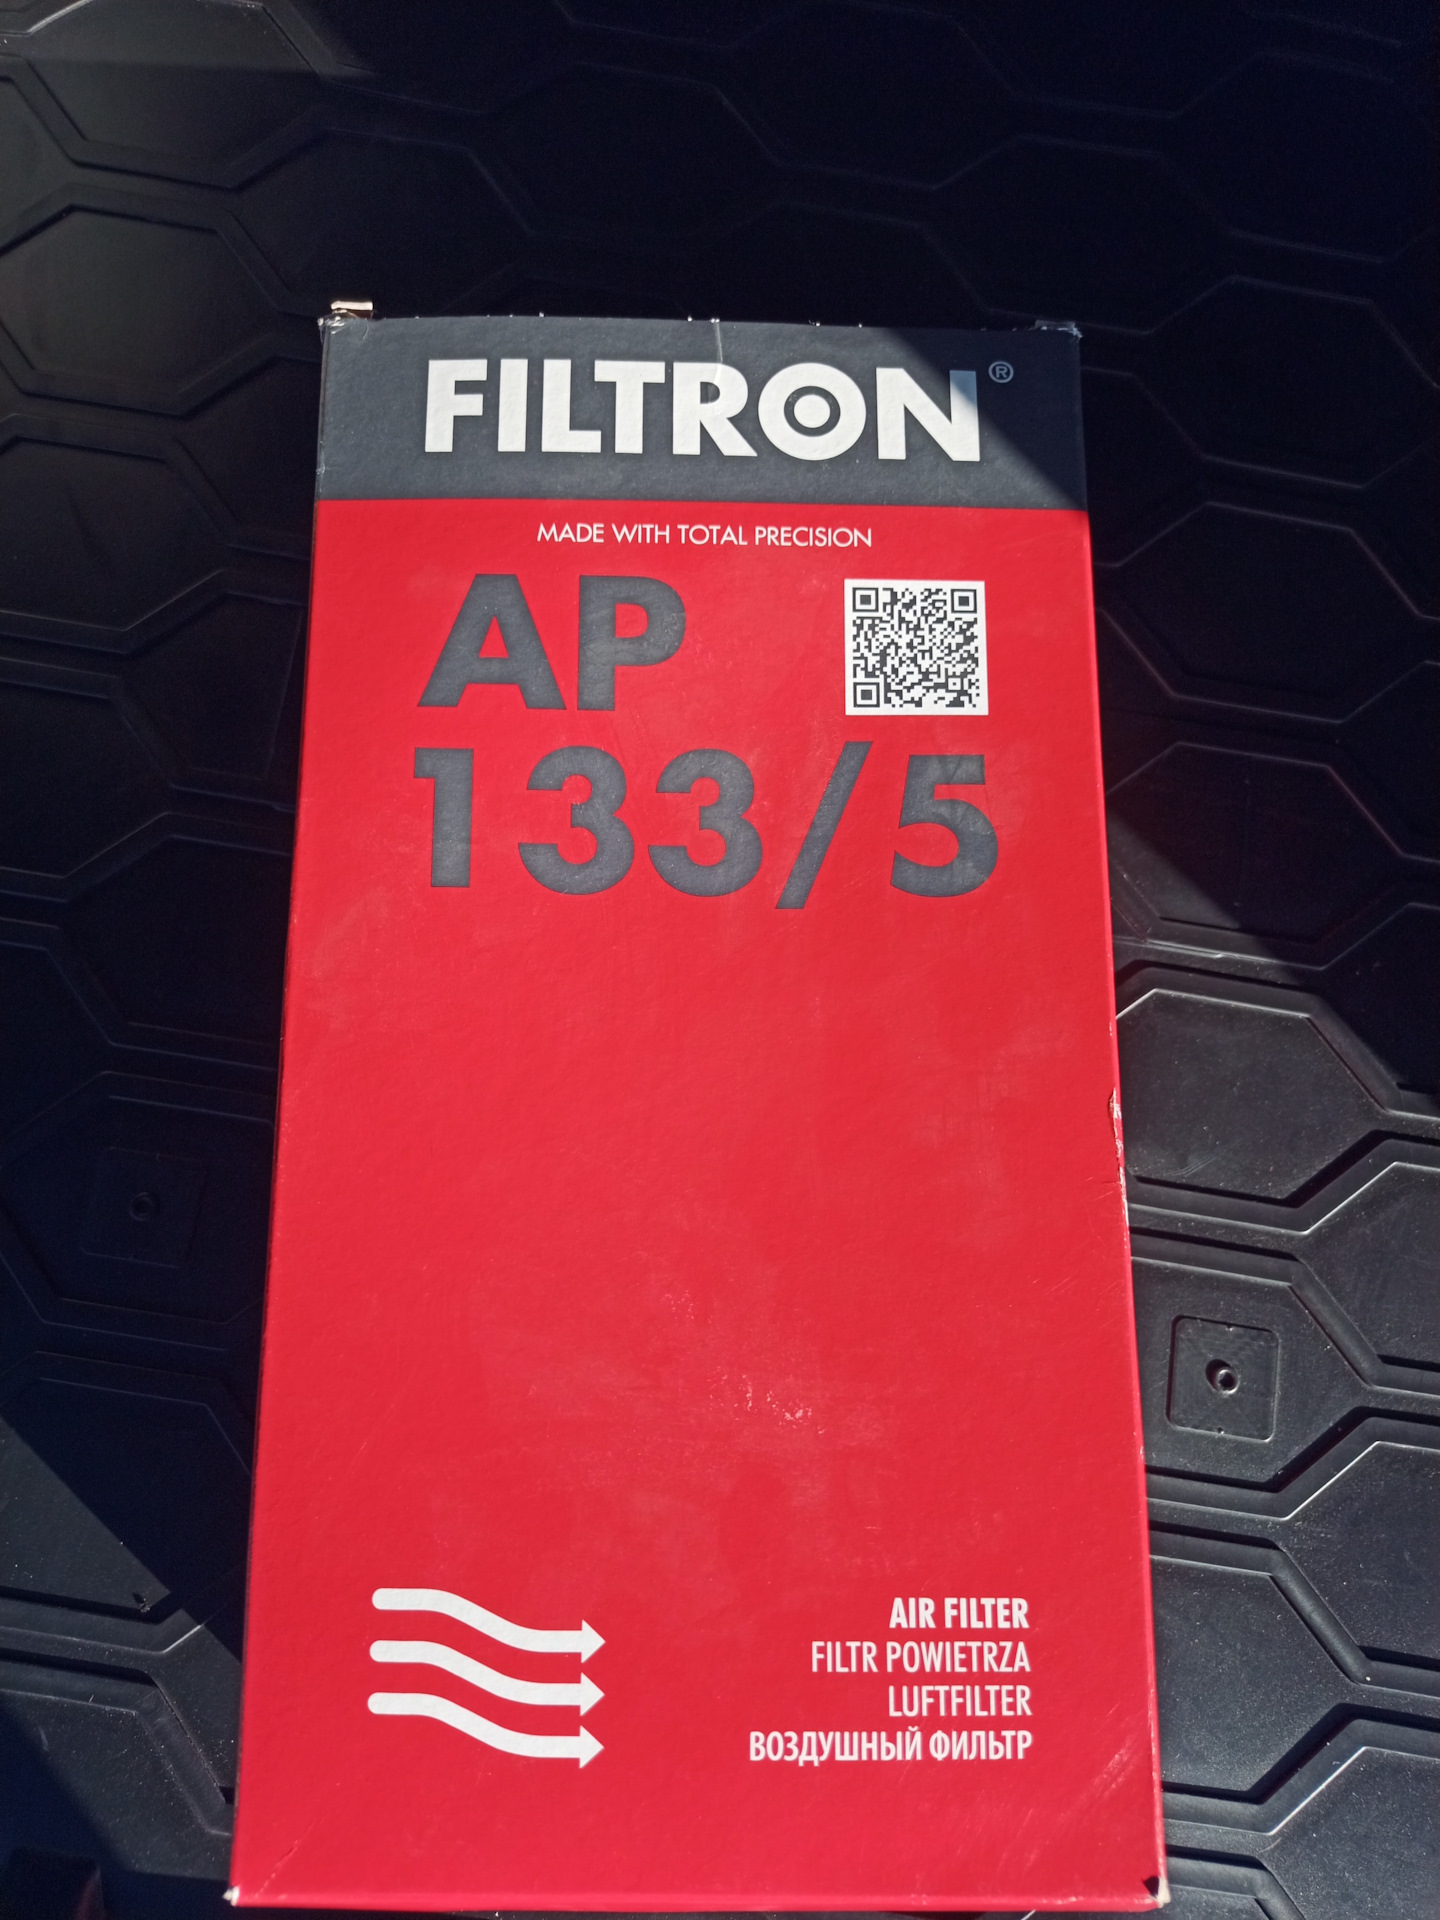 FILTRON®
MADE WITH TOTAL PRECISION
AP
133/5
AIR FILTER
FILTR POWIETRZA
LUFTFILTER
ВОЗДУШНЫЙ ФИЛЬТР